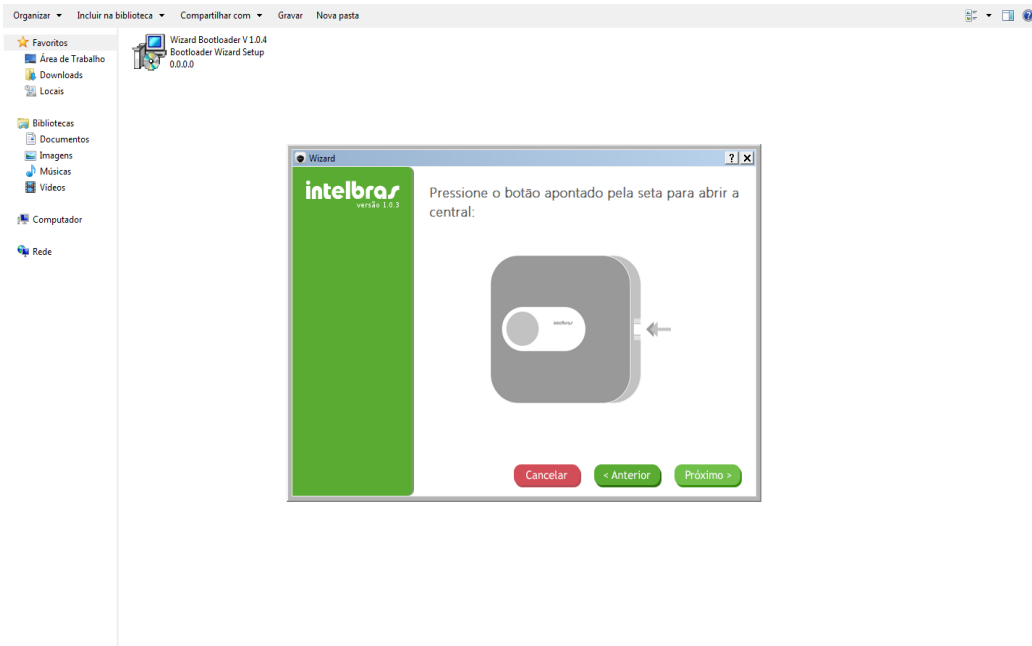 Organizar Incluir na biblioteca Compartilhar com Gravar Nova pasta
Favoritos
Área de Trabalho
Downloads
Locais
Bibliotecas
Documentos
Imagens
Músicas
Vídeos
Computador
Rede
Wizard Bootloader V 1.0.4
Bootloader Wizard Setup
0.0.0.0
Wizard
intelbras
versão 1.0.3
Pressione o botão apontado pela seta para abrir a
central:
intelbras
Cancelar < Anterior Próximo >